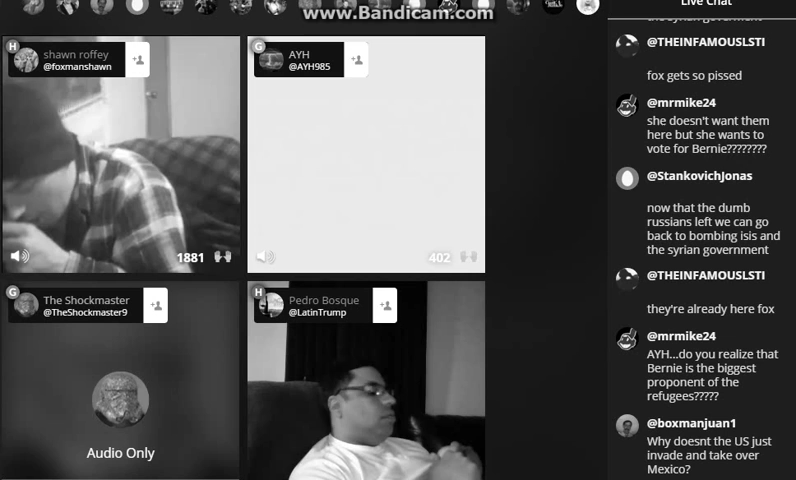 www.Bandicam.com
Live Chat
H
shawn roffey
@foxmanshawn
1881
G
AYH
@AYH985
402
G
The Shockmaster
@TheShockmaster9
Audio Only
H
Pedro Bosque
@LatinTrump
@THEINFAMOUSLSTI
fox gets so pissed
@mrmike24
she doesn't want them
here but she wants to
vote for Bernie????????
@StankovichJonas
now that the dumb
russians left we can go
back to bombing isis and
the syrian government
@THEINFAMOUSLSTI
they're already here fox
@mrmike24
AYH...do you realize that
Bernie is the biggest
proponent of the
refugees?????
@boxmanjuan1
Why doesnt the US just
invade and take over
Mexico?